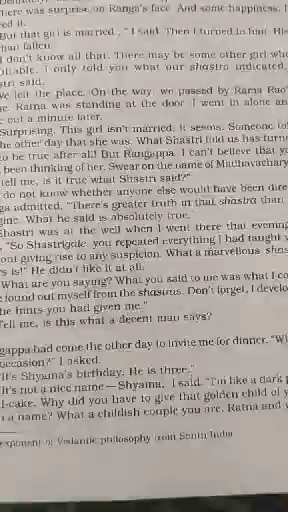 There was surprise on Ranga's face. And some happiness. I
ed it.
But that girl is married," I said. Then I turned to him. His
had fallen.
I don't know all that. There may be some other girl who
uitable. I only told you what our shastra indicated,
stri said.
We left the place. On the way, we passed by Rama Rao'
se. Ratna was standing at the door. I went in alone an
e out a minute later.
Surprising. This girl isn't married, it seems. Someone tol
he other day that she was. What Shastri told us has turn
to be true after all! But Rangappa, I can't believe that yo
been thinking of her. Swear on the name of Madhavachary
tell me, is it true what Shastri said?"
do not know whether anyone else would have been dire
ga admitted, "There's greater truth in that shastra than
gine. What he said is absolutely true.
Shastri was at the well when I went there that evening
, "So Shastrigale, you repeated everything I had taught y
out giving rise to any suspicion. What a marvellous shas
s is!" He didn't like it at all.
What are you saying? What you said to me was what I co
e found out myself from the shastras. Don't forget, I develo
he hints you had given me."
Tell me, is this what a decent man says?
gappa had come the other day to invite me for dinner. "Wh
occasion?" I asked.
"It's Shyama's birthday. He is three."
"It's not a nice name — Shyama," I said. "I'm like a dark p
l-cake. Why did you have to give that golden child of y
a name? What a childish couple you are, Ratna and y
exponent of Vedantic philosophy from South India